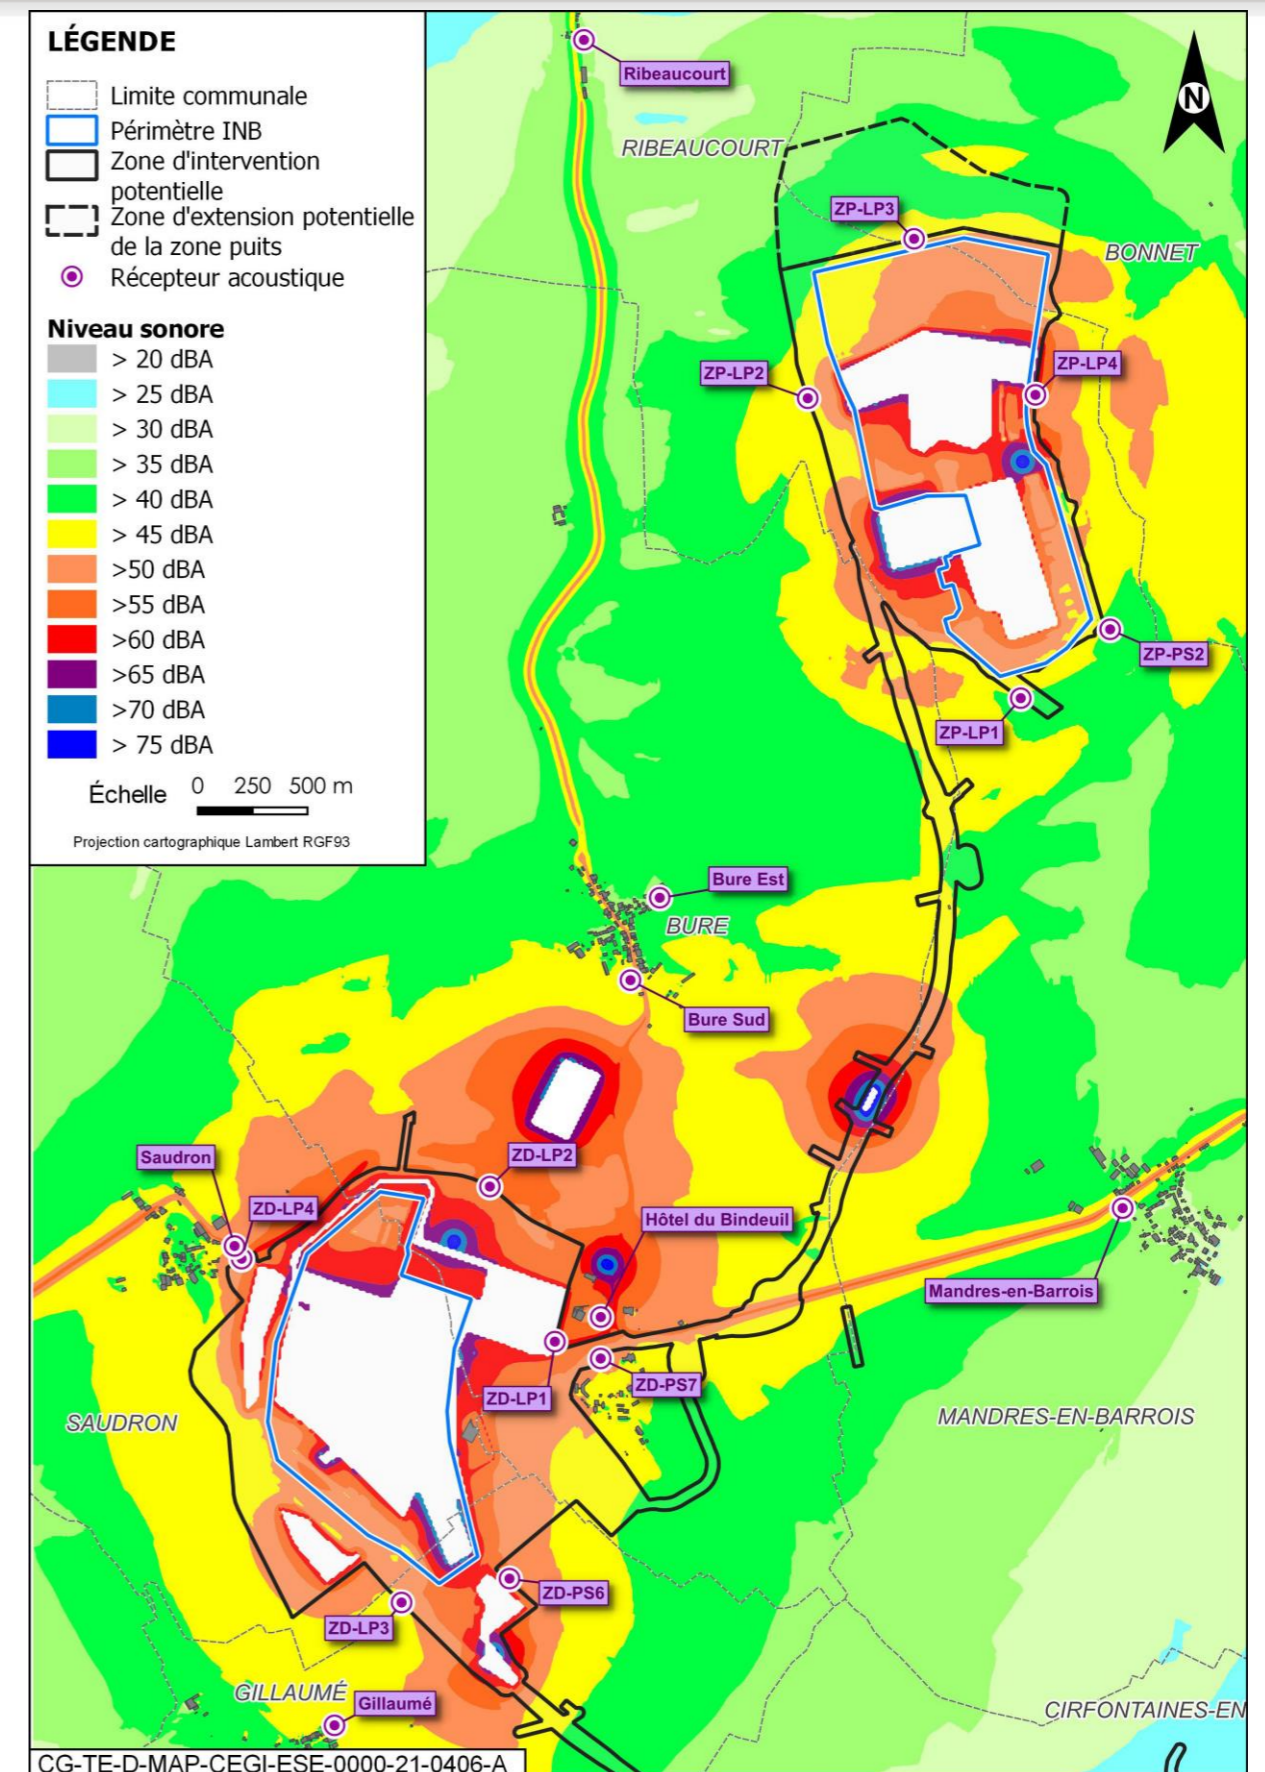 LÉGENDE
Limite communale
Périmètre INB
Zone d'intervention
potentielle
Zone d'extension potentielle
de la zone puits
Récepteur acoustique
Niveau sonore
> 20 dBA
> 25 dBA
> 30 dBA
> 35 dBA
> 40 dBA
> 45 dBA
>50 dBA
>55 dBA
>60 dBA
>65 dBA
>70 dBA
> 75 dBA
Échelle 0 250 500 m
Projection cartographique Lambert RGF93
N
Ribeaucourt
RIBEAUCOURT
ZP-LP3
BONNET
ZP-LP2
ZP-LP4
ZP-PS2
ZP-LP1
Bure Est
BURE
Bure Sud
Saudron
ZD-LP2
ZD-LP4
Hôtel du Bindeuil
Mandres-en-Barrois
ZD-LP1
ZD-PS7
SAUDRON
MANDRES-EN-BARROIS
ZD-PS6
ZD-LP3
GILLAUMÉ
Gillaumé
CIRFONTAINES-EN
CG-TE-D-MAP-CEGI-ESE-0000-21-0406-A